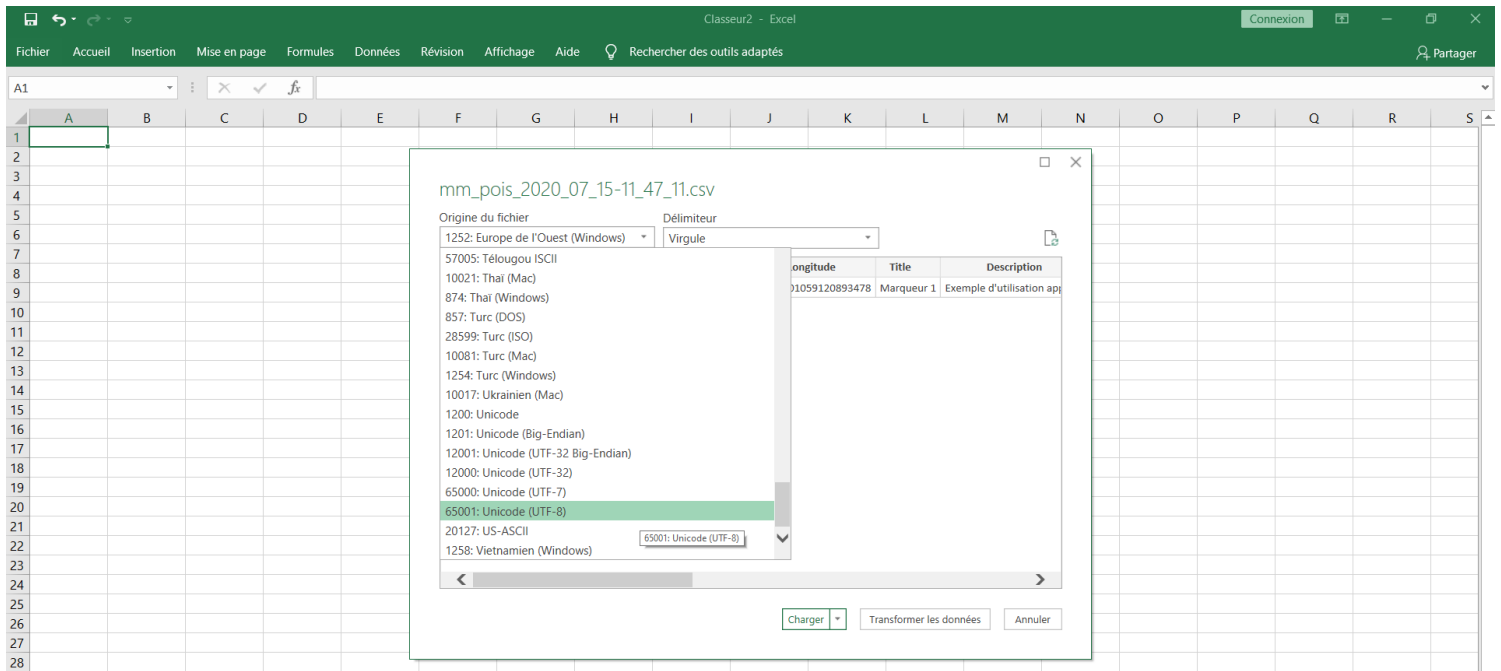 Classeur2 - Excel
Connexion
Fichier Accueil Insertion Mise en page Formules Données Révision Affichage Aide Rechercher des outils adaptés Partager
A1 fx
A B C D E F G H I J K L M N O P Q R S
1
2
3
4
5
6
7
8
9
10
11
12
13
14
15
16
17
18
19
20
21
22
23
24
25
26
27
28
mm_pois_2020_07_15-11_47_11.csv
Origine du fichier Délimiteur
1252: Europe de l'Ouest (Windows) Virgule
57005: Télougou ISCII
10021: Thaï (Mac)
874: Thaï (Windows)
857: Turc (DOS)
28599: Turc (ISO)
10081: Turc (Mac)
1254: Turc (Windows)
10017: Ukrainien (Mac)
1200: Unicode
1201: Unicode (Big-Endian)
12001: Unicode (UTF-32 Big-Endian)
12000: Unicode (UTF-32)
65000: Unicode (UTF-7)
65001: Unicode (UTF-8)
20127: US-ASCII
1258: Vietnamien (Windows)
65001: Unicode (UTF-8)
ongitude Title Description
01059120893478 Marqueur 1 Exemple d'utilisation app
Charger Transformer les données Annuler